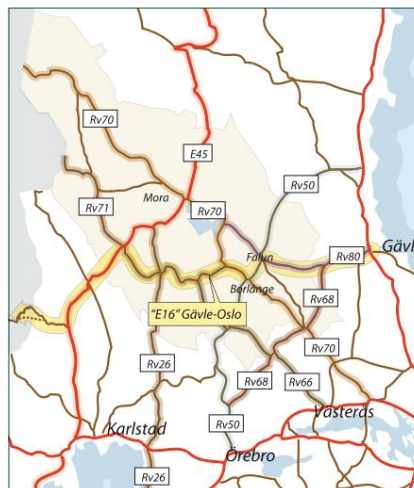 Rv70
E45
Rv50
Mora
Rv71
Rv70
Gävl
Falun
Rv80
Borlänge
"E16" Gävle-Oslo
Rv68
Rv70
Rv26
Rv68
Rv66
Västerås
Karlstad
Rv50
Örebro
Rv26